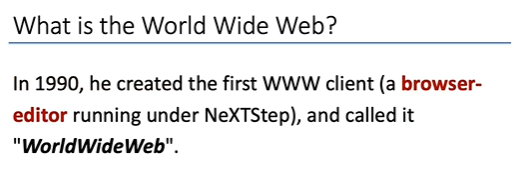 What is the World Wide Web?
In 1990, he created the first WWW client (a browser-
editor running under NeXTStep), and called it
"WorldWideWeb".